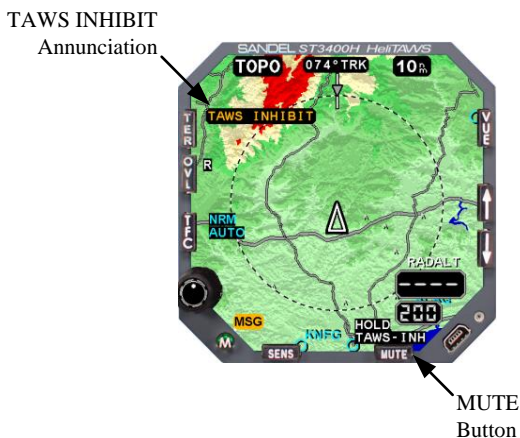 TAWS INHIBIT
Annunciation
SANDEL ST3400H HeliTAWS
TOPO
074°TRK
10nm
TAWS INHIBIT
TER
OVL
TFC
VUE
R
NRM
AUTO
RADALT
----
200
MSG
KNFG
HOLD
TAWS-INH
M
SENS
MUTE
MUTE
Button